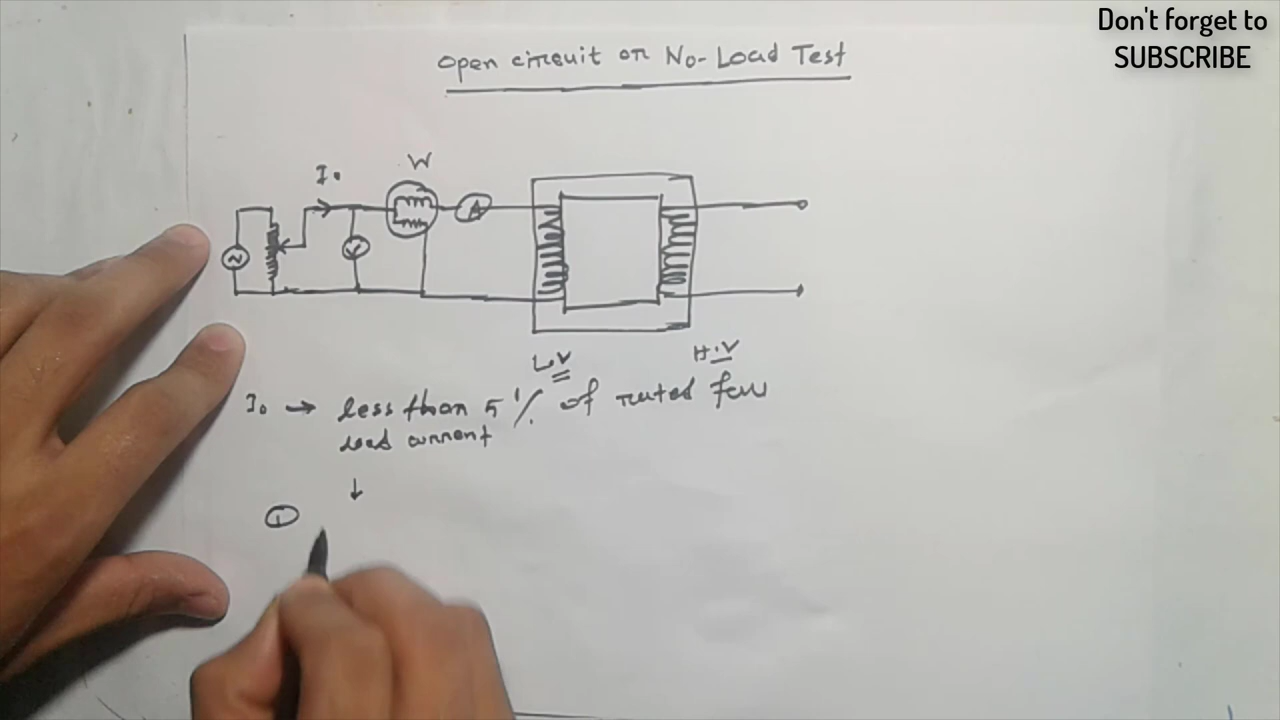 Don't forget to
SUBSCRIBE
Open circuit or No-Load Test
I₀
W
V
A
L.V
H.V
I₀ → less than 5% of rated full
load current
↓
①